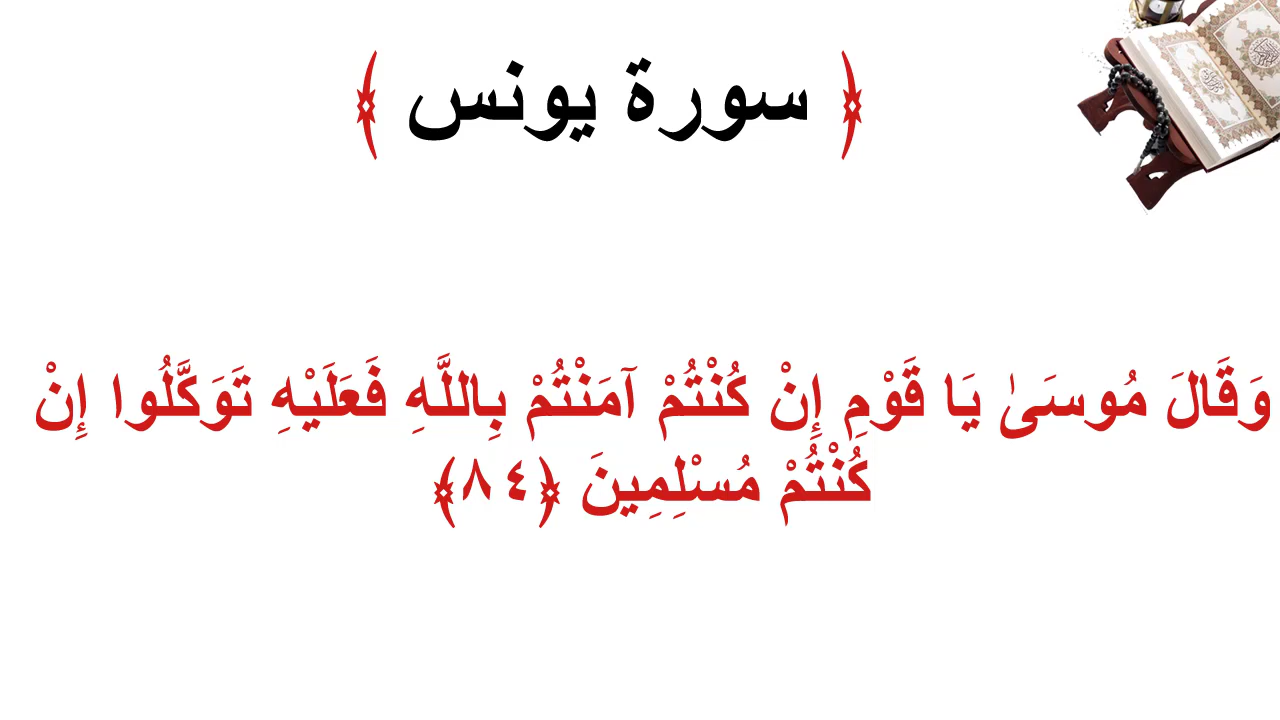 ﴿ سورة يونس ﴾
وَقَالَ مُوسَىٰ يَا قَوْمِ إِنْ كُنْتُمْ آمَنْتُمْ بِاللَّهِ فَعَلَيْهِ تَوَكَّلُوا إِنْ
كُنْتُمْ مُسْلِمِينَ ﴿٨٤﴾